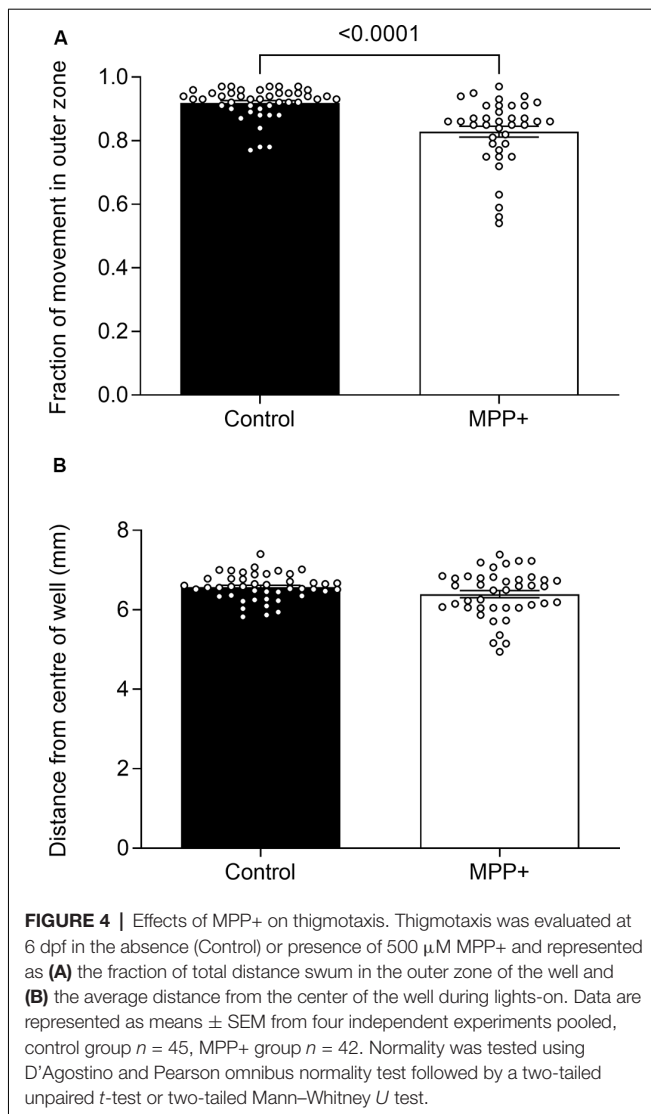 A
<0.0001
Fraction of movement in outer zone
1.0
0.8
0.6
0.4
0.2
0.0
Control
MPP+
B
Distance from centre of well (mm)
8
6
4
2
0
Control
MPP+
FIGURE 4 | Effects of MPP+ on thigmotaxis. Thigmotaxis was evaluated at
6 dpf in the absence (Control) or presence of 500 μM MPP+ and represented
as (A) the fraction of total distance swum in the outer zone of the well and
(B) the average distance from the center of the well during lights-on. Data are
represented as means ± SEM from four independent experiments pooled,
control group n = 45, MPP+ group n = 42. Normality was tested using
D’Agostino and Pearson omnibus normality test followed by a two-tailed
unpaired t-test or two-tailed Mann–Whitney U test.